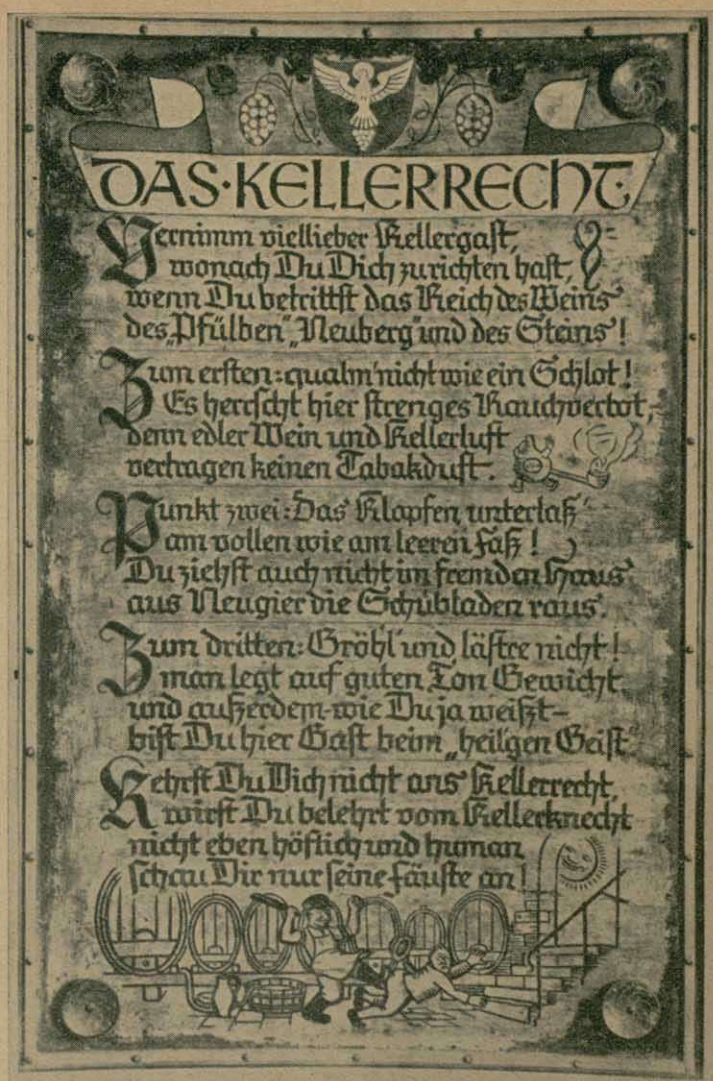 DAS·KELLERRECHT·
Vernimm viellieber Kellergast,
wonach Du Dich zu richten hast,
wenn Du betrittst das Reich des Weins
des „Pfülben“ „Neuberg“ und des Steins!
Zum ersten: qualm' nicht wie ein Schlot!
Es herrscht hier strenges Rauchverbot,
denn edler Wein und Kellerluft
vertragen keinen Tabakduft.
Punkt zwei: Das Klopfen unterlaß'
am vollen wie am leeren Faß!
Du ziehst auch nicht im fremden Haus
aus Neugier die Schubladen raus.
Zum dritten: Gröhl' und lästre nicht!
man legt auf guten Ton Gewicht
und außerdem–wie Du ja weißt–
bist Du hier Gast beim „heilgen Geist“
Kehrst Du Dich nicht ans Kellerrecht,
wirst Du belehrt vom Kellerknecht
nicht eben höflich und human
schau Dir nur seine Fäuste an!